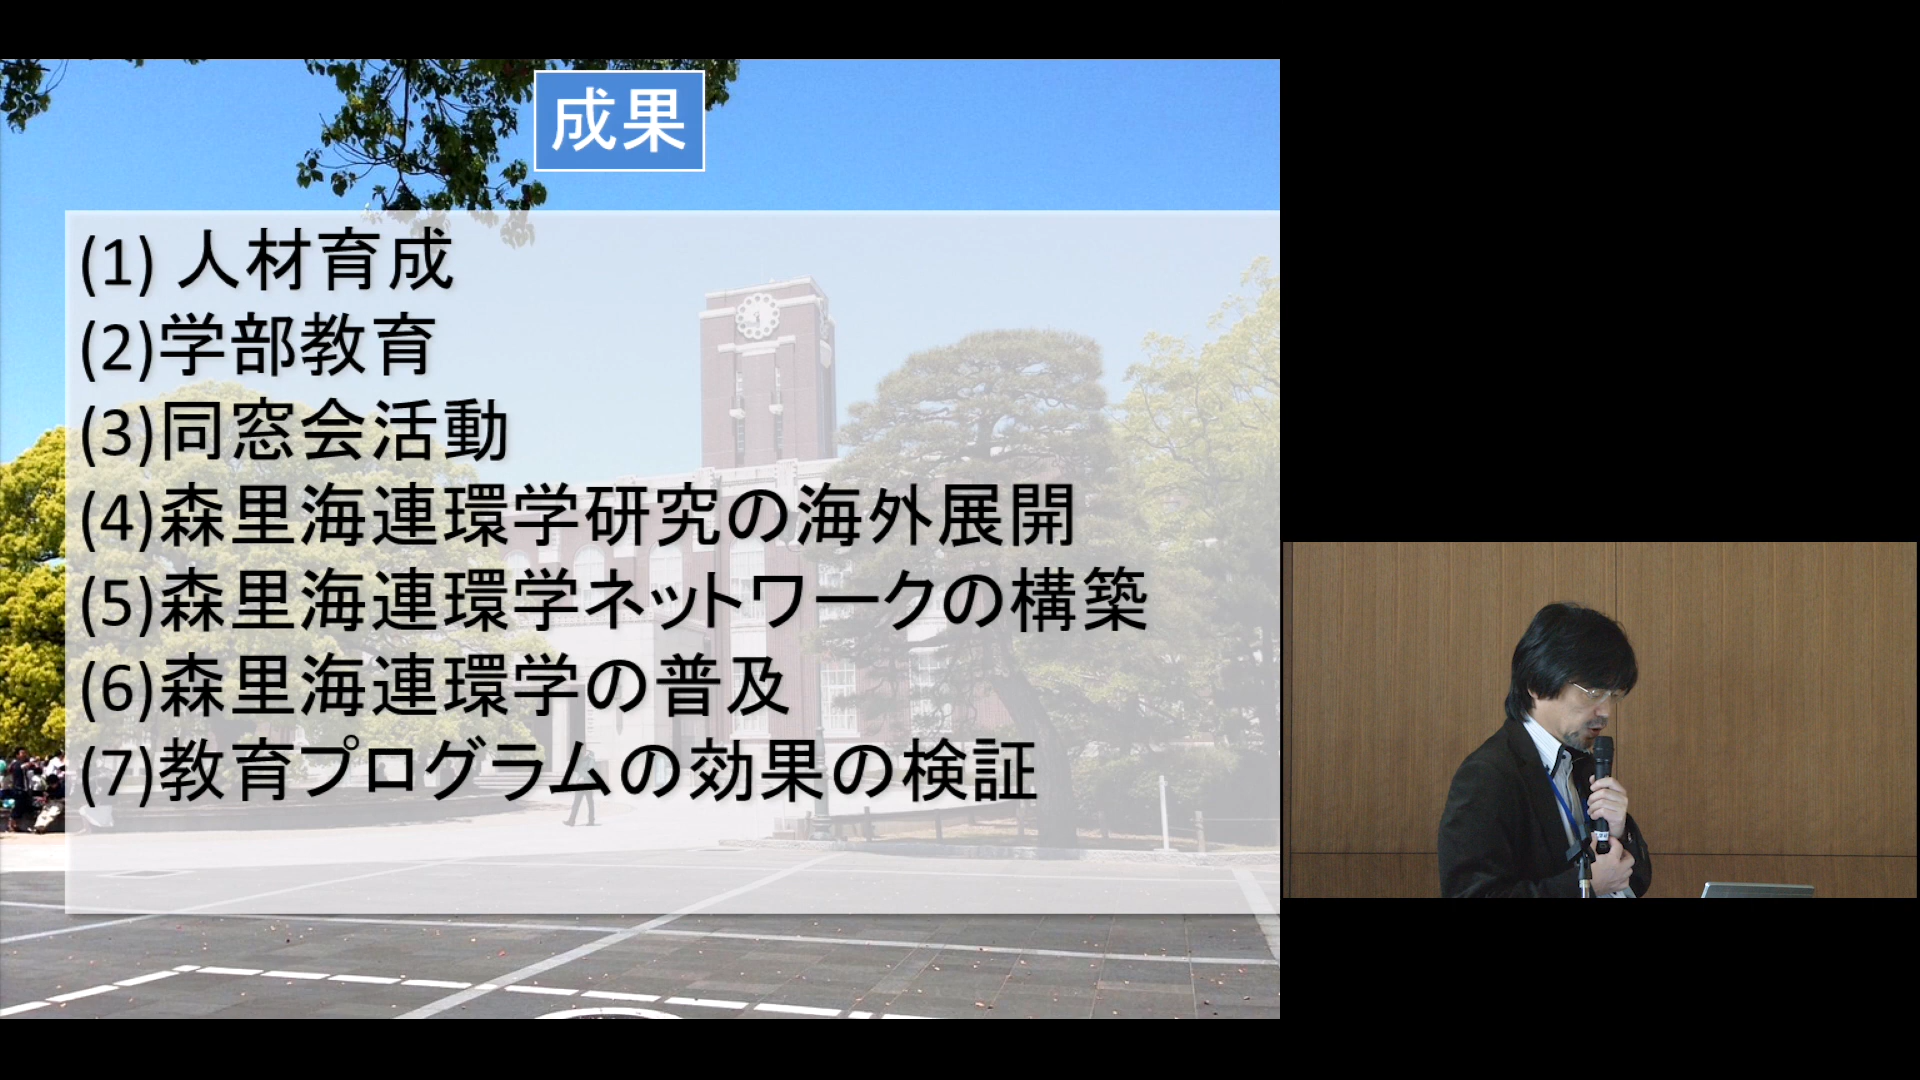 成果
(1) 人材育成
(2)学部教育
(3)同窓会活動
(4)森里海連環学研究の海外展開
(5)森里海連環学ネットワークの構築
(6)森里海連環学の普及
(7)教育プログラムの効果の検証